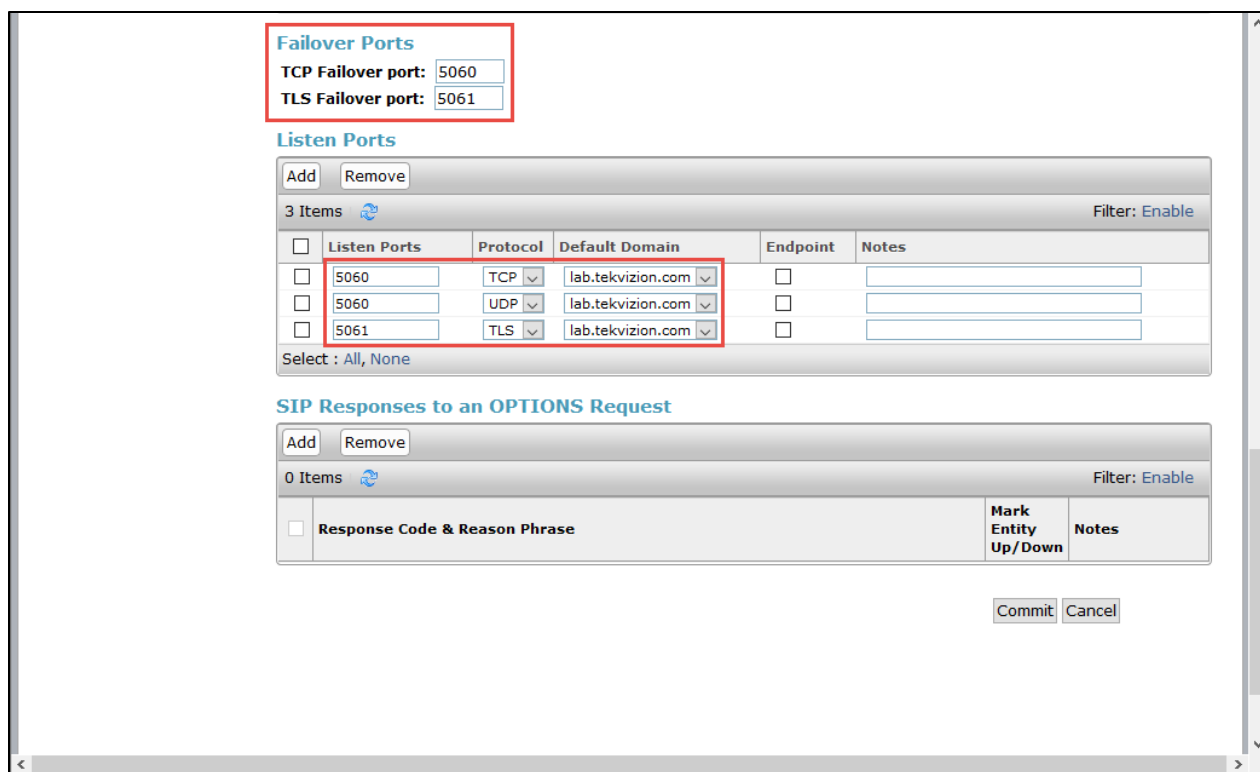 Failover Ports
TCP Failover port: 5060
TLS Failover port: 5061
Listen Ports
Add Remove
3 Items Filter: Enable
Listen Ports Protocol Default Domain Endpoint Notes
5060 TCP lab.tekvizion.com
5060 UDP lab.tekvizion.com
5061 TLS lab.tekvizion.com
Select : All, None
SIP Responses to an OPTIONS Request
Add Remove
0 Items Filter: Enable
Response Code & Reason Phrase Mark Entity Up/Down Notes
Commit Cancel